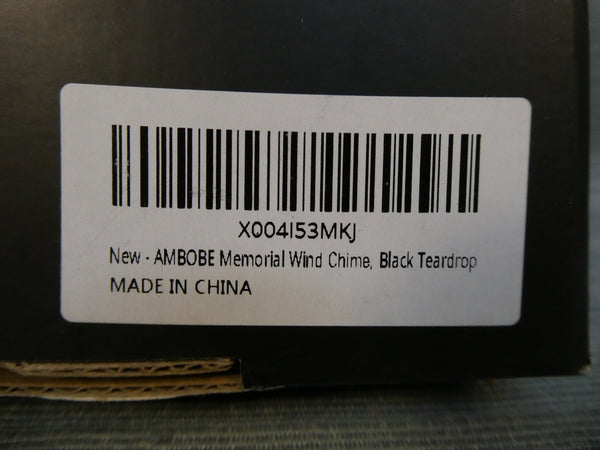 X004I53MKJ
New - AMBOBE Memorial Wind Chime, Black Teardrop
MADE IN CHINA